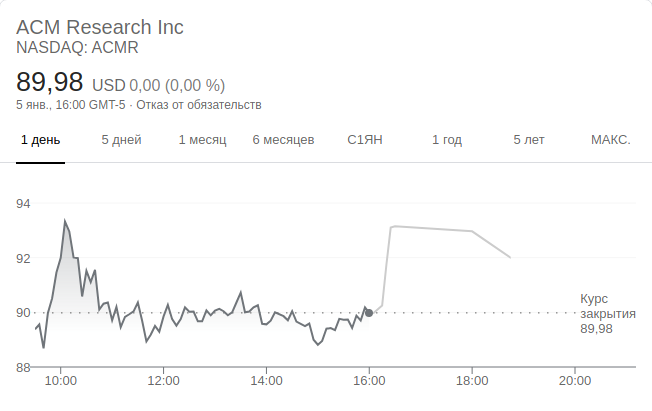 ACM Research Inc
NASDAQ: ACMR
89,98 USD 0,00 (0,00 %)
5 янв., 16:00 GMT-5 · Отказ от обязательств
1 день 5 дней 1 месяц 6 месяцев С1ЯН 1 год 5 лет МАКС.
94
92
90
88
Курс
закрытия
89,98
10:00 12:00 14:00 16:00 18:00 20:00